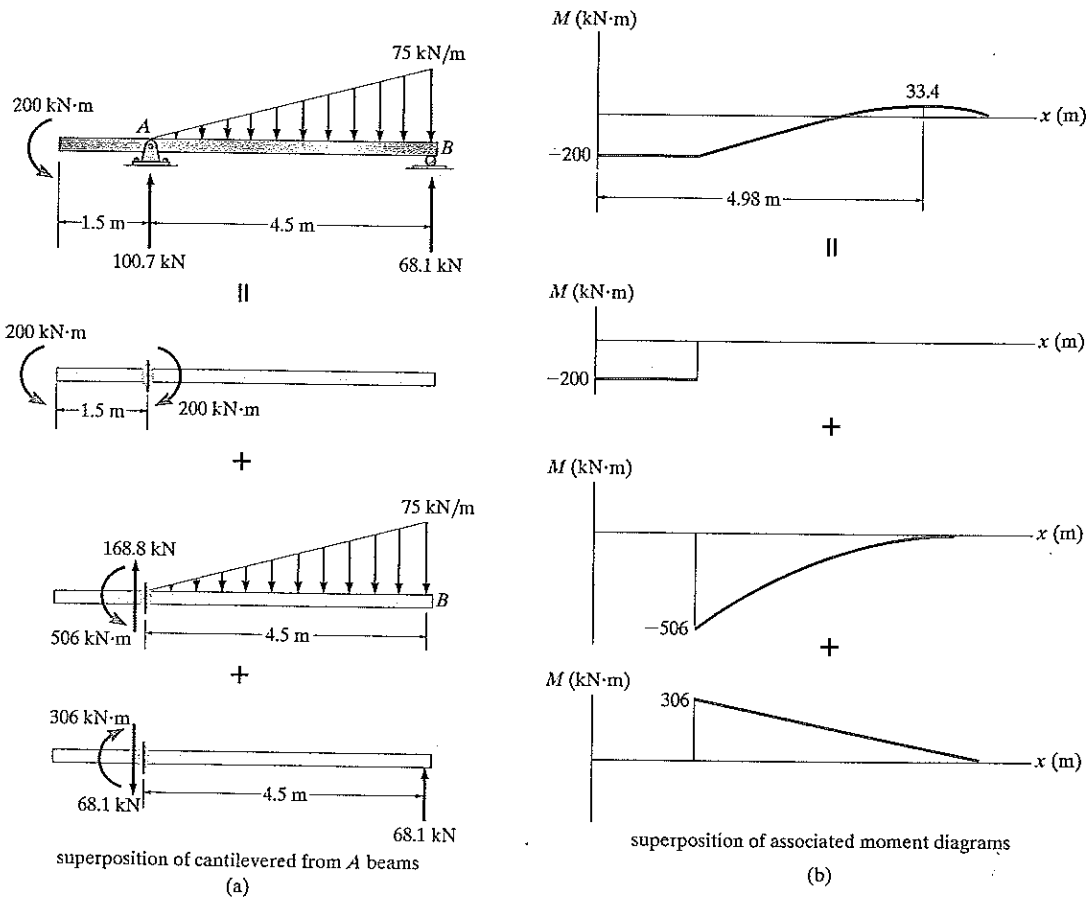 75 kN/m
200 kN·m
A
B
1.5 m
4.5 m
100.7 kN
68.1 kN
=
200 kN·m
1.5 m
200 kN·m
+
75 kN/m
168.8 kN
B
506 kN·m
4.5 m
+
306 kN·m
68.1 kN
4.5 m
68.1 kN
superposition of cantilevered from A beams
(a)
M (kN·m)
33.4
x (m)
−200
4.98 m
=
M (kN·m)
x (m)
−200
+
M (kN·m)
x (m)
−506
+
M (kN·m)
306
x (m)
superposition of associated moment diagrams
(b)